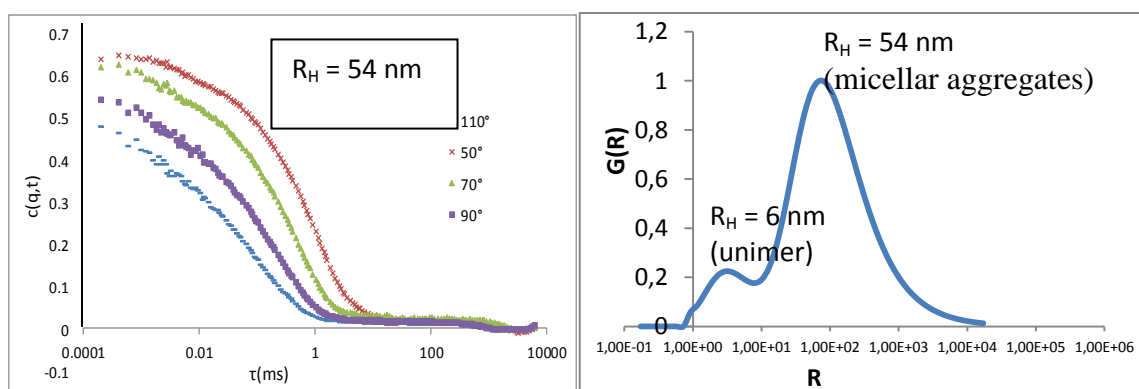 c(q,t)
0.7
0.6
0.5
0.4
0.3
0.2
0.1
0
-0.1
0.0001
0.01
1
100
10000
τ(ms)
R_H = 54 nm
110°
50°
70°
90°
G(R)
1,2
1
0,8
0,6
0,4
0,2
0
R_H = 54 nm
(micellar aggregates)
R_H = 6 nm
(unimer)
1,00E-01
1,00E+00
1,00E+01
1,00E+02
1,00E+03
1,00E+04
1,00E+05
1,00E+06
R